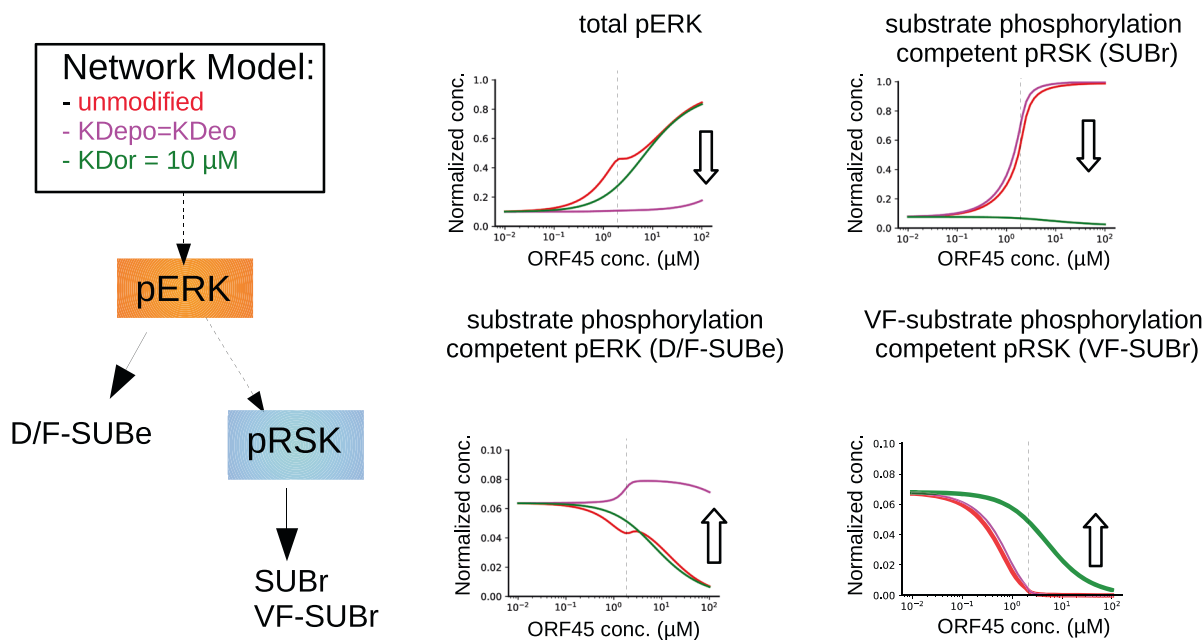 Network Model:
- unmodified
- KDepo=KDeo
- KDor = 10 µM
pERK
D/F-SUBe
pRSK
SUBr
VF-SUBr
total pERK
Normalized conc.
1.0
0.8
0.6
0.4
0.2
0.0
10⁻² 10⁻¹ 10⁰ 10¹ 10²
ORF45 conc. (µM)
substrate phosphorylation
competent pRSK (SUBr)
Normalized conc.
1.0
0.8
0.6
0.4
0.2
0.0
10⁻² 10⁻¹ 10⁰ 10¹ 10²
ORF45 conc. (µM)
substrate phosphorylation
competent pERK (D/F-SUBe)
Normalized conc.
0.10
0.08
0.06
0.04
0.02
0.00
10⁻² 10⁻¹ 10⁰ 10¹ 10²
ORF45 conc. (µM)
VF-substrate phosphorylation
competent pRSK (VF-SUBr)
Normalized conc.
0.10
0.08
0.06
0.04
0.02
0.00
10⁻² 10⁻¹ 10⁰ 10¹ 10²
ORF45 conc. (µM)